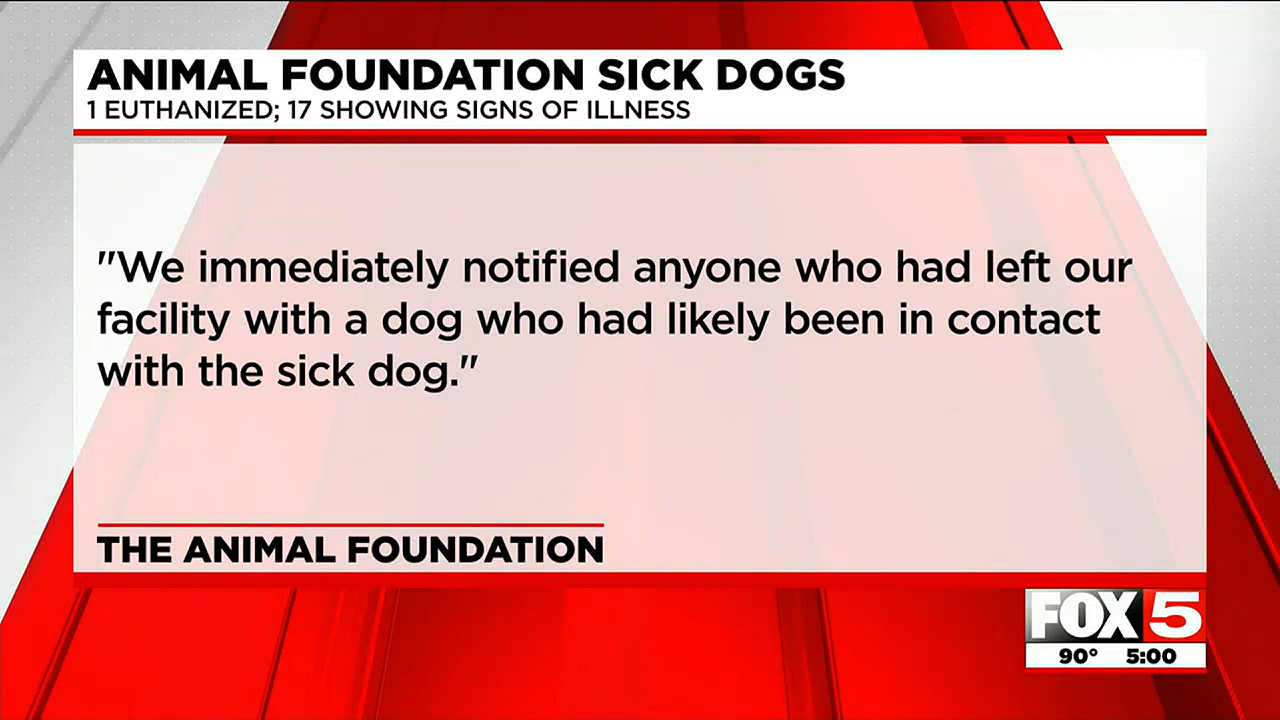 ANIMAL FOUNDATION SICK DOGS
1 EUTHANIZED; 17 SHOWING SIGNS OF ILLNESS
"We immediately notified anyone who had left our
facility with a dog who had likely been in contact
with the sick dog."
THE ANIMAL FOUNDATION
FOX 5
90° 5:00